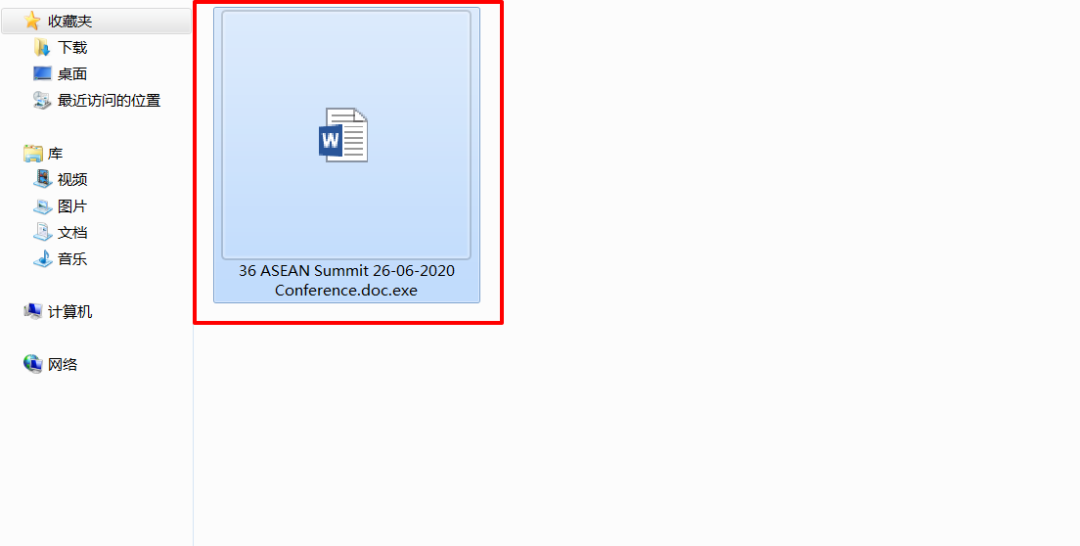 收藏夹
下载
桌面
最近访问的位置
库
视频
图片
文档
音乐
计算机
网络
W
36 ASEAN Summit 26-06-2020
Conference.doc.exe